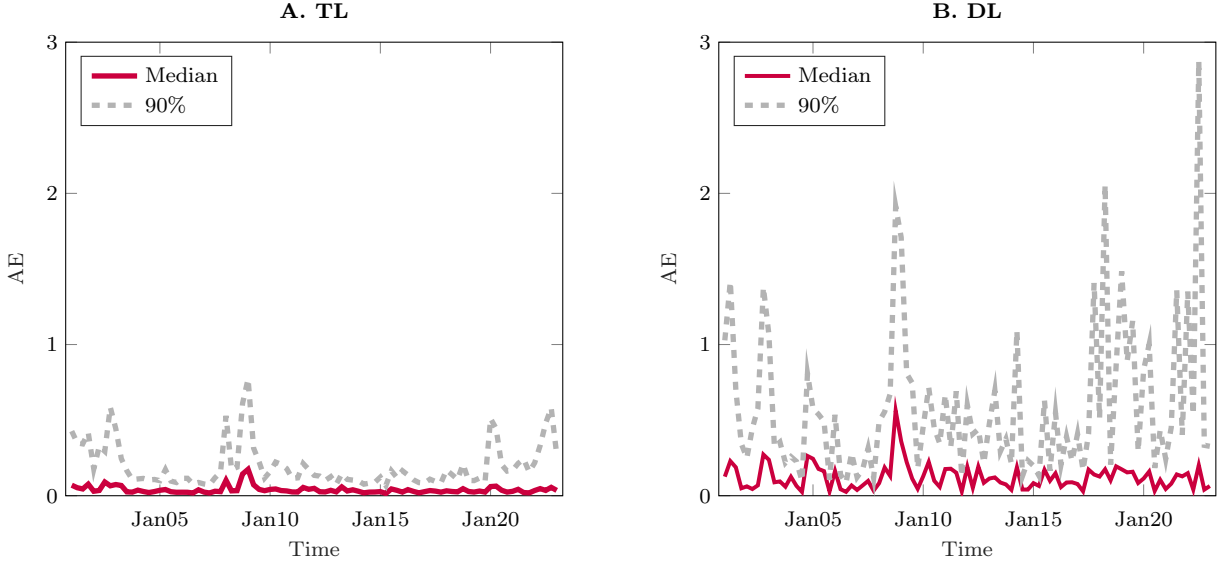 A. TL
3
2
1
0
AE
Median
90%
Jan05
Jan10
Jan15
Jan20
Time
B. DL
3
2
1
0
AE
Median
90%
Jan05
Jan10
Jan15
Jan20
Time